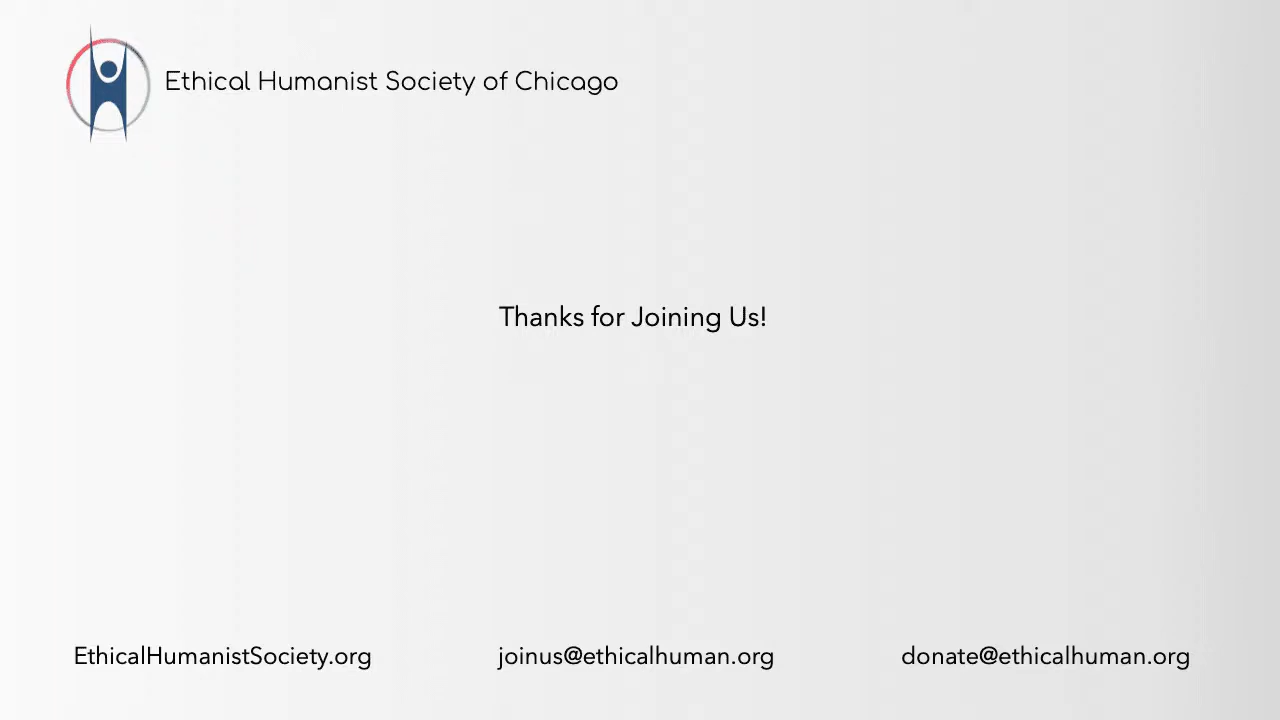 Ethical Humanist Society of Chicago
Thanks for Joining Us!
EthicalHumanistSociety.org
joinus@ethicalhuman.org
donate@ethicalhuman.org